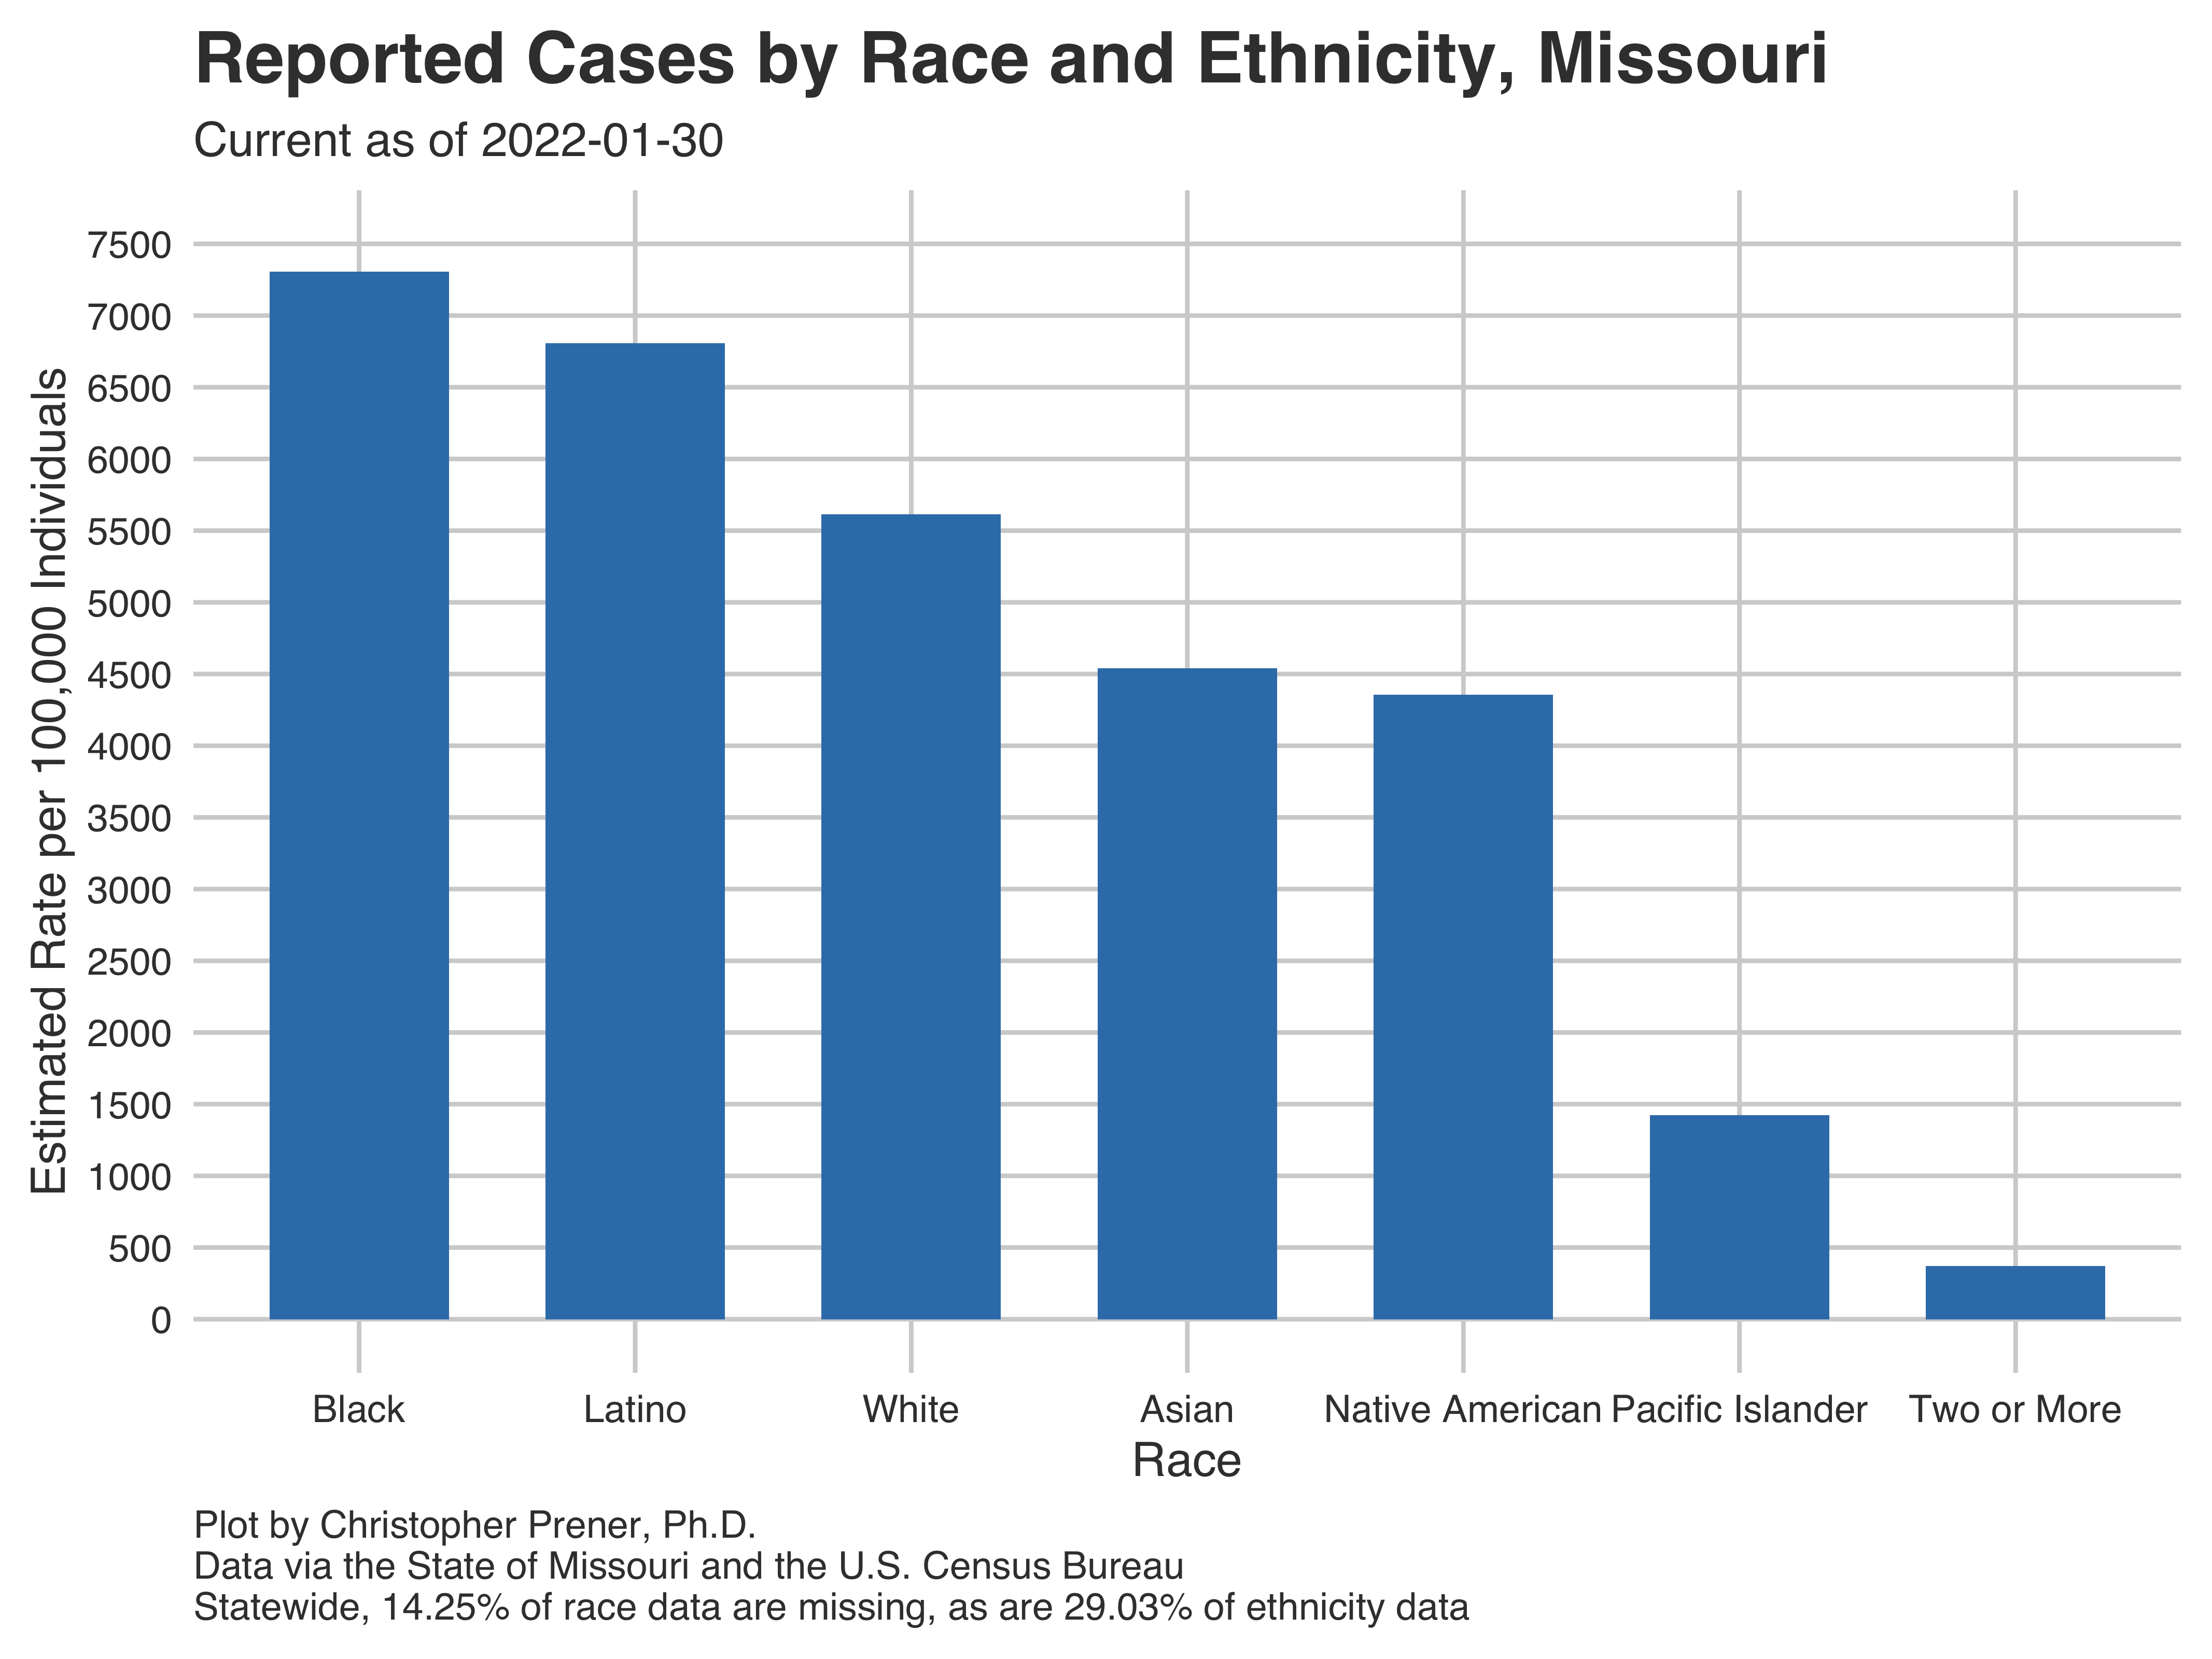 Reported Cases by Race and Ethnicity, Missouri
Current as of 2022-01-30
Estimated Rate per 100,000 Individuals
7500
7000
6500
6000
5500
5000
4500
4000
3500
3000
2500
2000
1500
1000
500
0
Black Latino White Asian Native American Pacific Islander Two or More
Race
Plot by Christopher Prener, Ph.D.
Data via the State of Missouri and the U.S. Census Bureau
Statewide, 14.25% of race data are missing, as are 29.03% of ethnicity data